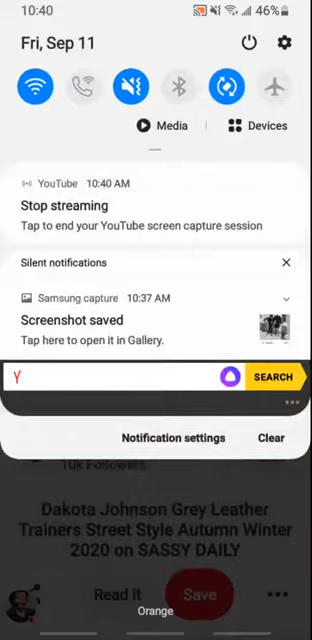 10:40
46%
Fri, Sep 11
Media
Devices
YouTube 10:40 AM
Stop streaming
Tap to end your YouTube screen capture session
Silent notifications
Samsung capture 10:37 AM
Screenshot saved
Tap here to open it in Gallery.
Y SEARCH
Notification settings
Clear
10k Followers
Dakota Johnson Grey Leather
Trainers Street Style Autumn Winter
2020 on SASSY DAILY
Read it
Save
Orange